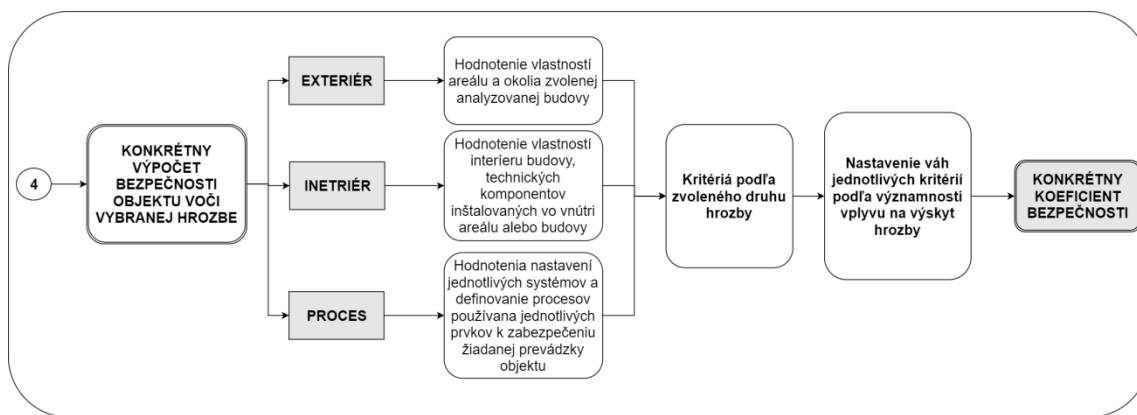 4
KONKRÉTNY
VÝPOČET
BEZPEČNOSTI
OBJEKTU VOČI
VYBRANEJ HROZBE
EXTERIÉR
Hodnotenie vlastností
areálu a okolia zvolenej
analyzovanej budovy
INETRIÉR
Hodnotenie vlastností
interíeru budovy,
technických
komponentov
inštalovaných vo vnútri
areálu alebo budovy
PROCES
Hodnotenia nastavení
jednotlivých systémov a
definovanie procesov
používana jednotlivých
prvkov k zabezpečeniu
žiadanej prevádzky
objektu
Kritériá podľa
zvoleného druhu
hrozby
Nastavenie váh
jednotlivých kritérií
podľa významnosti
vplyvu na výskyt
hrozby
KONKRÉTNY
KOEFICIENT
BEZPEČNOSTI